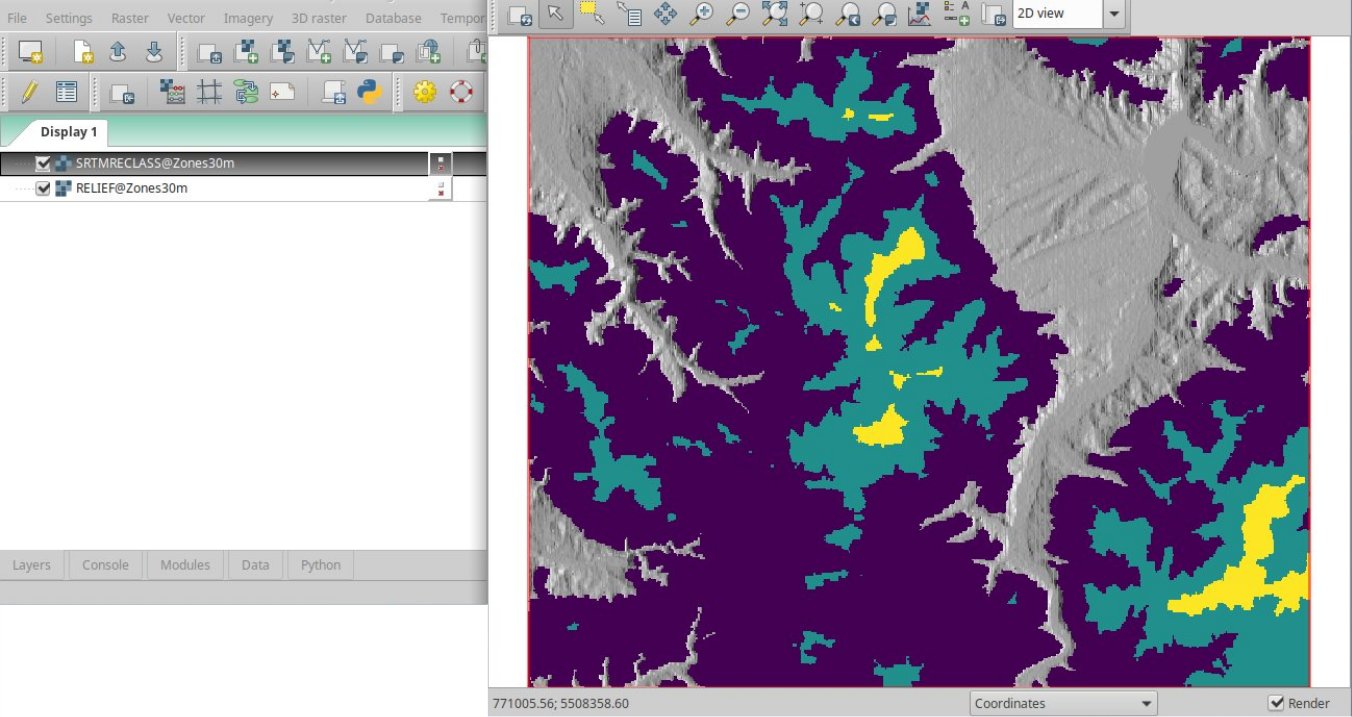 File Settings Raster Vector Imagery 3D raster Database Tempor
2D view
Display 1
SRTMRECLASS@Zones30m
RELIEF@Zones30m
Layers Console Modules Data Python
771005.56; 5508358.60 Coordinates Render